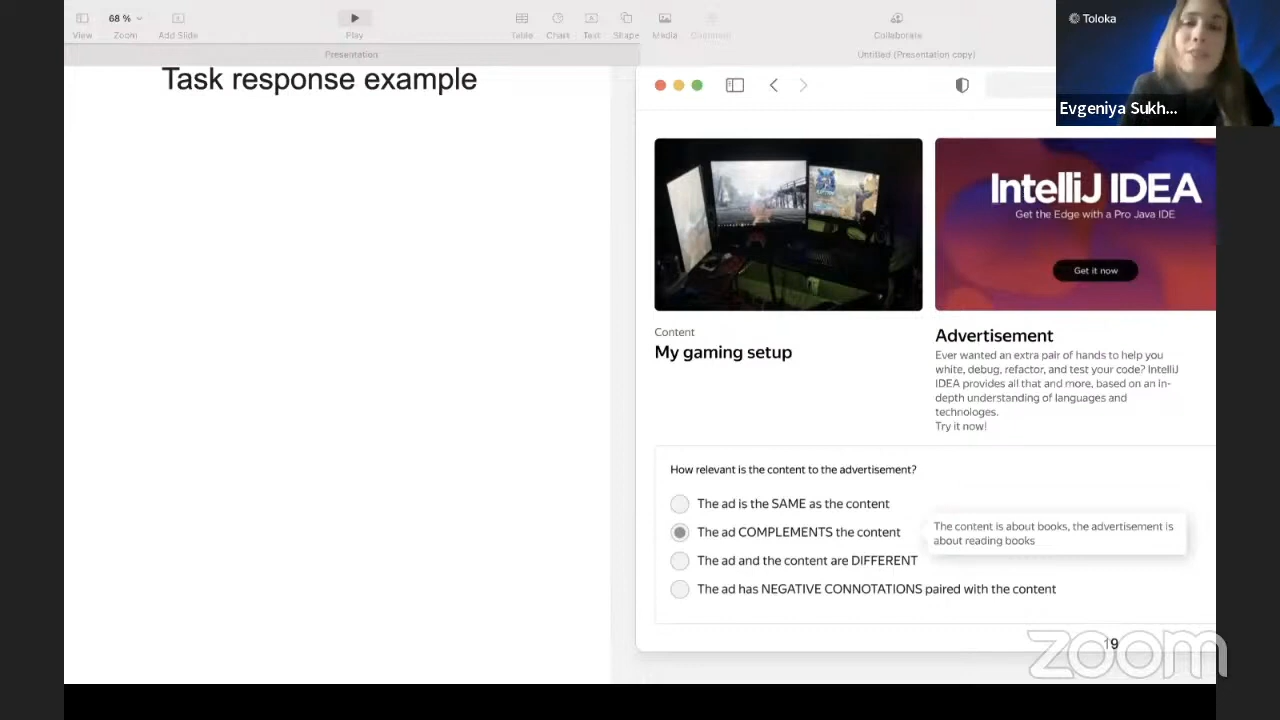 68 %
View
Zoom
Add Slide
Play
Table
Chart
Text
Shape
Media
Comment
Collaborate
Presentation
Untitled (Presentation copy)
Toloka
Evgeniya Sukh...
Task response example
IntelliJ IDEA
Get the Edge with a Pro Java IDE
Get it now
Content
My gaming setup
Advertisement
Ever wanted an extra pair of hands to help you
white, debug, refactor, and test your code? IntelliJ
IDEA provides all that and more, based on an in-
depth understanding of languages and
technologes.
Try it now!
How relevant is the content to the advertisement?
The ad is the SAME as the content
The ad COMPLEMENTS the content
The content is about books, the advertisement is
about reading books
The ad and the content are DIFFERENT
The ad has NEGATIVE CONNOTATIONS paired with the content
19
zoom